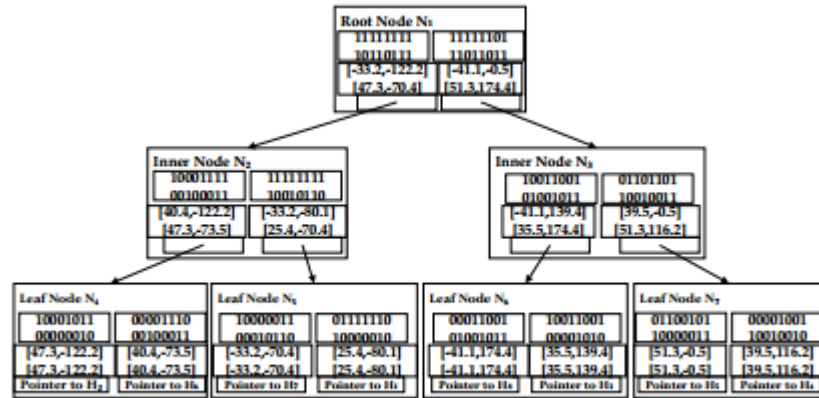 Root Node N₁
11111111 11111101
10110111 11011011
[-33.2,-122.2] [-41.1,-0.5]
[47.3,-70.4] [51.3,174.4]
Inner Node N₂
10001111 11111111
00100011 10010110
[40.4,-122.2] [-33.2,-80.1]
[47.3,-73.5] [25.4,-70.4]
Inner Node N₃
10011001 01101101
01001011 10010011
[-41.1,139.4] [39.5,-0.5]
[35.5,174.4] [51.3,116.2]
Leaf Node N₄
10001011 00001110
00000010 00100011
[47.3,-122.2] [40.4,-73.5]
[47.3,-122.2] [40.4,-73.5]
Pointer to H₂ Pointer to
Leaf Node N₅
10000011 01111110
00010110 10000010
[-33.2,-70.4] [25.4,-80.1]
[-33.2,-70.4] [25.4,-80.1]
Pointer to H₇ Pointer to
Leaf Node N₆
00011001 10011001
01001011 00001010
[-41.1,174.4] [35.5,139.4]
[-41.1,174.4] [35.5,139.4]
Pointer to Pointer to
Leaf Node N₇
01100101 00001001
10000011 10010010
[51.3,-0.5] [39.5,116.2]
[51.3,-0.5] [39.5,116.2]
Pointer to Pointer to